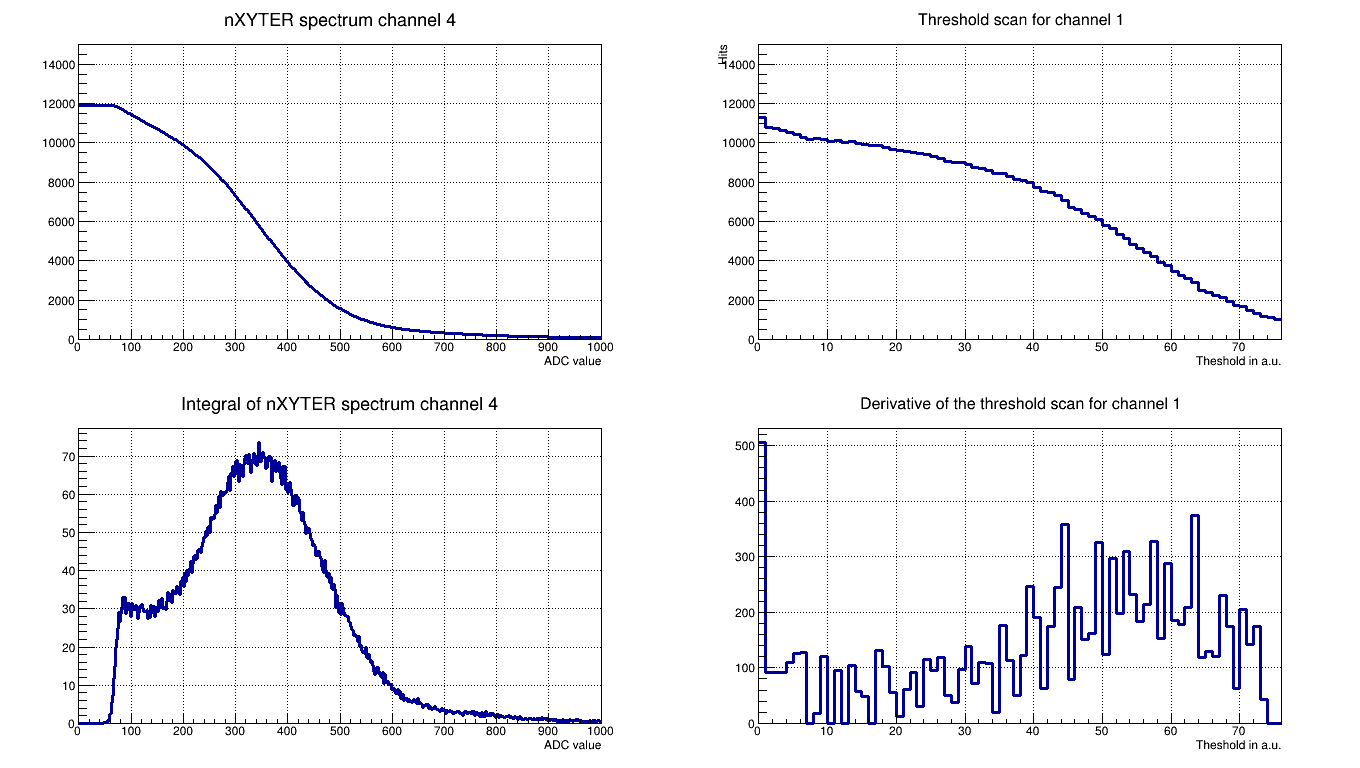 nXYTER spectrum channel 4
14000
12000
10000
8000
6000
4000
2000
0
0 100 200 300 400 500 600 700 800 900 1000
ADC value
Threshold scan for channel 1
Hits
14000
12000
10000
8000
6000
4000
2000
0
0 10 20 30 40 50 60 70
Theshold in a.u.
Integral of nXYTER spectrum channel 4
70
60
50
40
30
20
10
0
0 100 200 300 400 500 600 700 800 900 1000
ADC value
Derivative of the threshold scan for channel 1
500
400
300
200
100
0
0 10 20 30 40 50 60 70
Theshold in a.u.